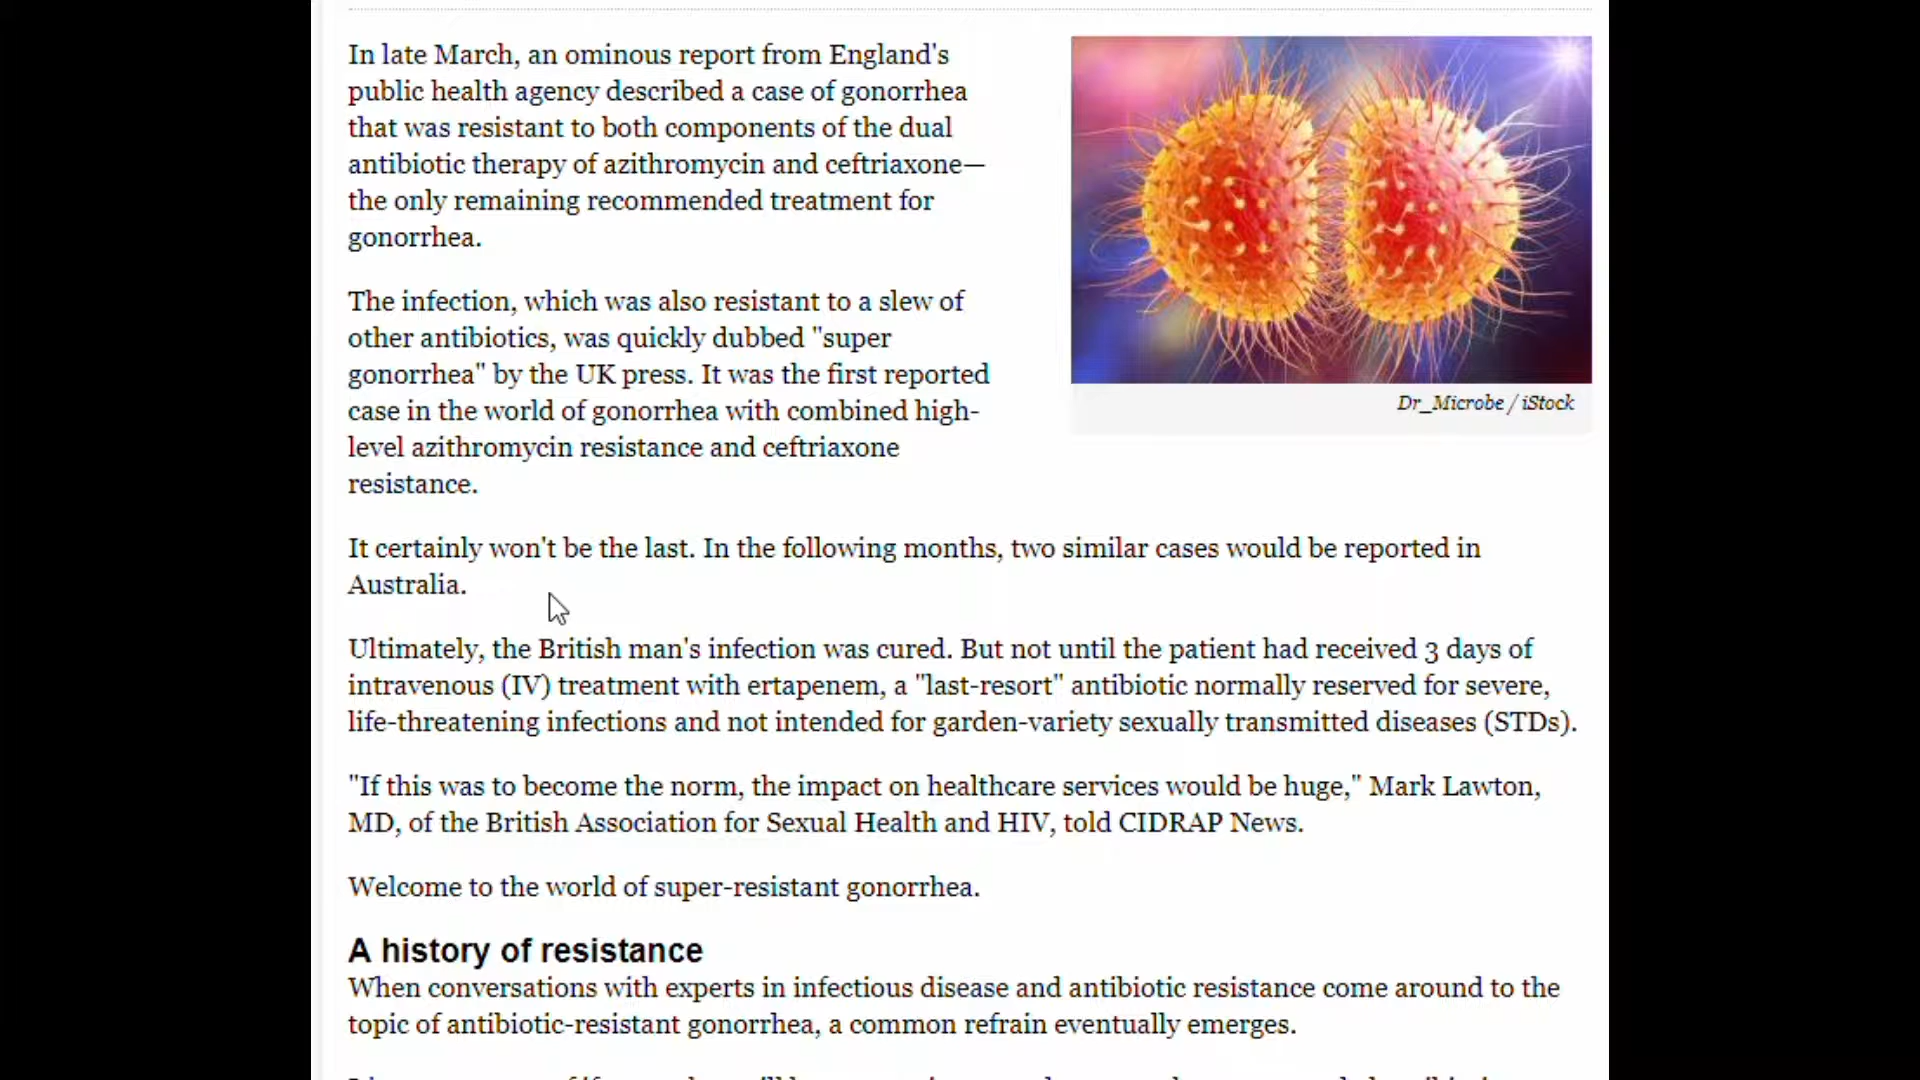 In late March, an ominous report from England's
public health agency described a case of gonorrhea
that was resistant to both components of the dual
antibiotic therapy of azithromycin and ceftriaxone—
the only remaining recommended treatment for
gonorrhea.
The infection, which was also resistant to a slew of
other antibiotics, was quickly dubbed "super
gonorrhea" by the UK press. It was the first reported
case in the world of gonorrhea with combined high-
level azithromycin resistance and ceftriaxone
resistance.
Dr_Microbe / iStock
It certainly won't be the last. In the following months, two similar cases would be reported in
Australia.
Ultimately, the British man's infection was cured. But not until the patient had received 3 days of
intravenous (IV) treatment with ertapenem, a "last-resort" antibiotic normally reserved for severe,
life-threatening infections and not intended for garden-variety sexually transmitted diseases (STDs).
"If this was to become the norm, the impact on healthcare services would be huge," Mark Lawton,
MD, of the British Association for Sexual Health and HIV, told CIDRAP News.
Welcome to the world of super-resistant gonorrhea.
A history of resistance
When conversations with experts in infectious disease and antibiotic resistance come around to the
topic of antibiotic-resistant gonorrhea, a common refrain eventually emerges.